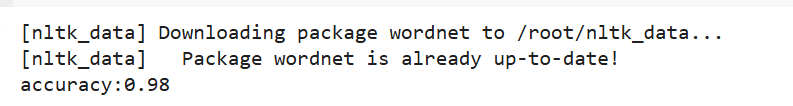 [nltk_data] Downloading package wordnet to /root/nltk_data...
[nltk_data]   Package wordnet is already up-to-date!
accuracy:0.98